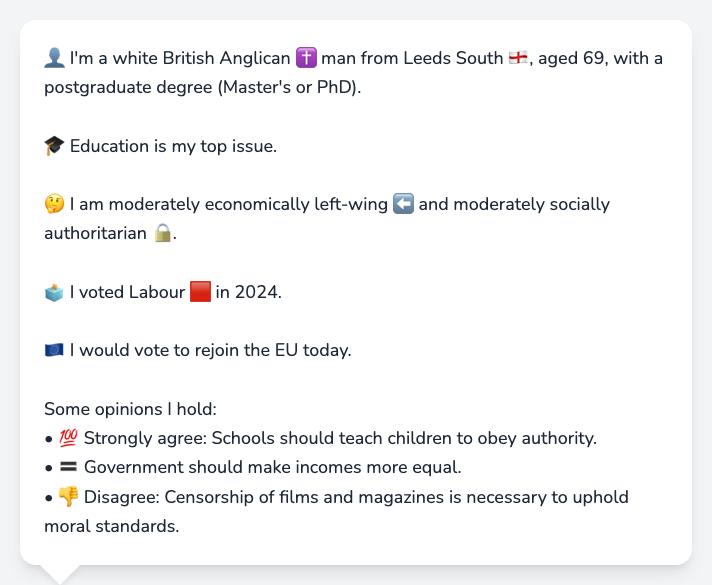 👤 I'm a white British Anglican ✝️ man from Leeds South 🏴󠁧󠁢󠁥󠁮󠁧󠁿, aged 69, with a
postgraduate degree (Master's or PhD).
🎓 Education is my top issue.
🤔 I am moderately economically left-wing ⬅️ and moderately socially
authoritarian 🔒.
🗳️ I voted Labour 🟥 in 2024.
🇪🇺 I would vote to rejoin the EU today.
Some opinions I hold:
• 💯 Strongly agree: Schools should teach children to obey authority.
• 🟰 Government should make incomes more equal.
• 👎 Disagree: Censorship of films and magazines is necessary to uphold
moral standards.